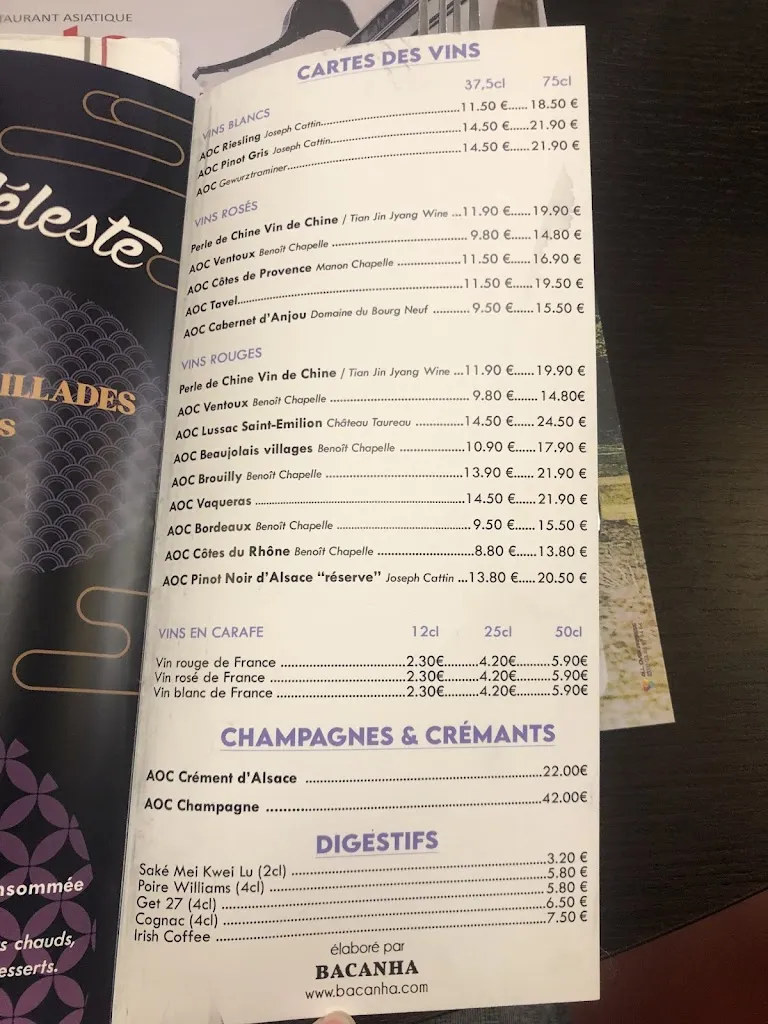 TAURANT ASIATIQUE
éleste
ILLADES
S
nsommée
s chauds,
esserts.
CARTES DES VINS
37,5cl 75cl
VINS BLANCS
AOC Riesling Joseph Cattin 11.50 € 18.50 €
AOC Pinot Gris Joseph Cattin 14.50 € 21.90 €
AOC Gewurztraminer 14.50 € 21.90 €
VINS ROSÉS
Perle de Chine Vin de Chine / Tian Jin Jyang Wine ...11.90 €......19.90 €
AOC Ventoux Benoît Chapelle 9.80 € 14.80 €
AOC Côtes de Provence Manon Chapelle 11.50 € 16.90 €
AOC Tavel 11.50 € 19.50 €
AOC Cabernet d'Anjou Domaine du Bourg Neuf 9.50 € 15.50 €
VINS ROUGES
Perle de Chine Vin de Chine / Tian Jin Jyang Wine ...11.90 €......19.90 €
AOC Ventoux Benoît Chapelle 9.80 € 14.80€
AOC Lussac Saint-Emilion Château Taureau 14.50 € 24.50 €
AOC Beaujolais villages Benoît Chapelle 10.90 € 17.90 €
AOC Brouilly Benoît Chapelle 13.90 € 21.90 €
AOC Vaqueras 14.50 € 21.90 €
AOC Bordeaux Benoît Chapelle 9.50 € 15.50 €
AOC Côtes du Rhône Benoît Chapelle 8.80 € 13.80 €
AOC Pinot Noir d'Alsace "réserve" Joseph Cattin ...13.80 €.....20.50 €
VINS EN CARAFE 12cl 25cl 50cl
Vin rouge de France 2.30€ 4.20€ 5.90€
Vin rosé de France 2.30€ 4.20€ 5.90€
Vin blanc de France 2.30€ 4.20€ 5.90€
CHAMPAGNES & CRÉMANTS
AOC Crément d'Alsace 22.00€
AOC Champagne 42.00€
DIGESTIFS
Saké Mei Kwei Lu (2cl) 3.20 €
Poire Williams (4cl) 5.80 €
Get 27 (4cl) 5.80 €
Cognac (4cl) 6.50 €
Irish Coffee 7.50 €
élaboré par
BACANHA
www.bacanha.com